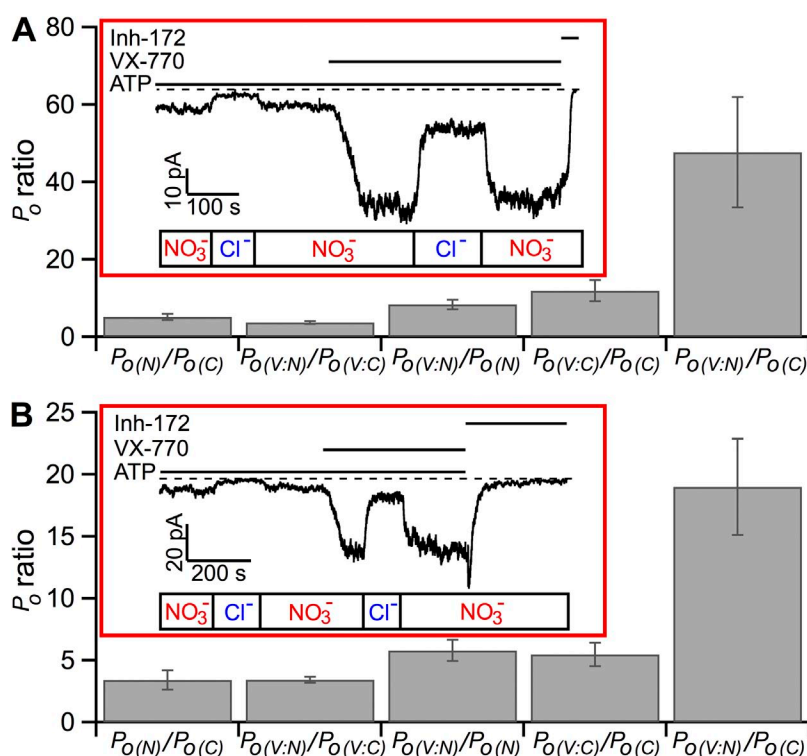 A
80
60
40
20
0
Po ratio
Inh-172
VX-770
ATP
10 pA
100 s
NO₃⁻ Cl⁻ NO₃⁻ Cl⁻ NO₃⁻
Po(N)/Po(C) Po(V:N)/Po(V:C) Po(V:N)/Po(N) Po(V:C)/Po(C) Po(V:N)/Po(C)
B
25
20
15
10
5
0
Po ratio
Inh-172
VX-770
ATP
20 pA
200 s
NO₃⁻ Cl⁻ NO₃⁻ Cl⁻ NO₃⁻
Po(N)/Po(C) Po(V:N)/Po(V:C) Po(V:N)/Po(N) Po(V:C)/Po(C) Po(V:N)/Po(C)